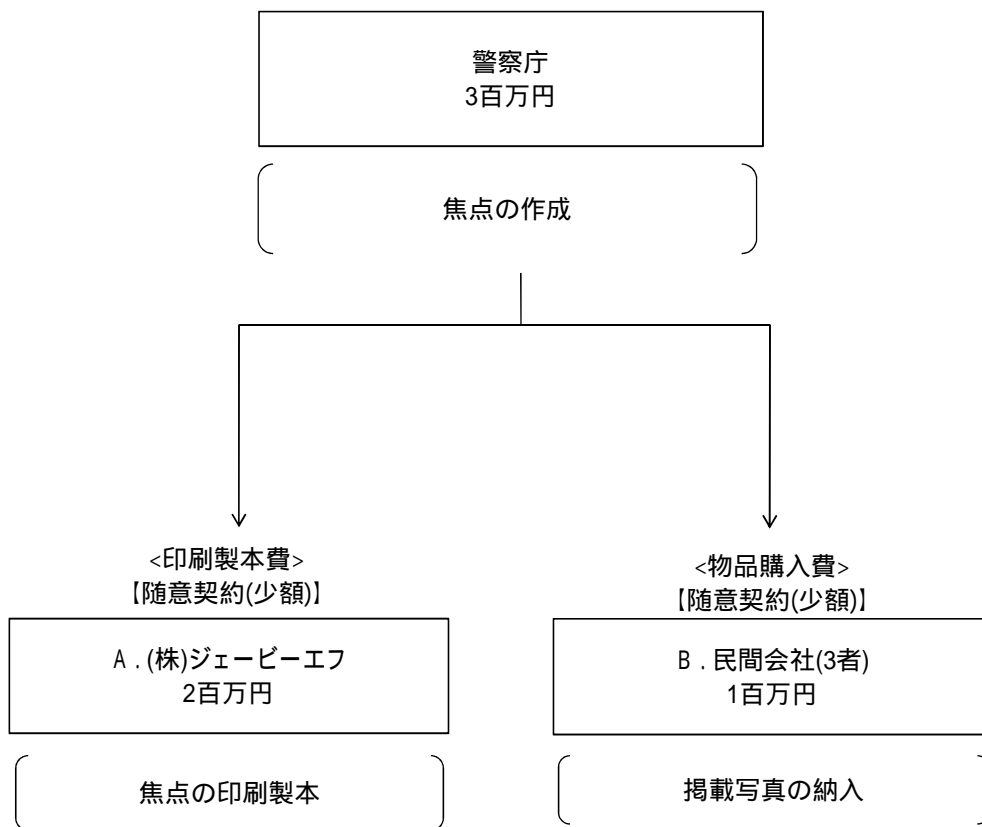 警察庁
3百万円
焦点の作成
<印刷製本費>
【随意契約(少額)】
A．(株)ジェービーエフ
2百万円
焦点の印刷製本
<物品購入費>
【随意契約(少額)】
B．民間会社(3者)
1百万円
掲載写真の納入